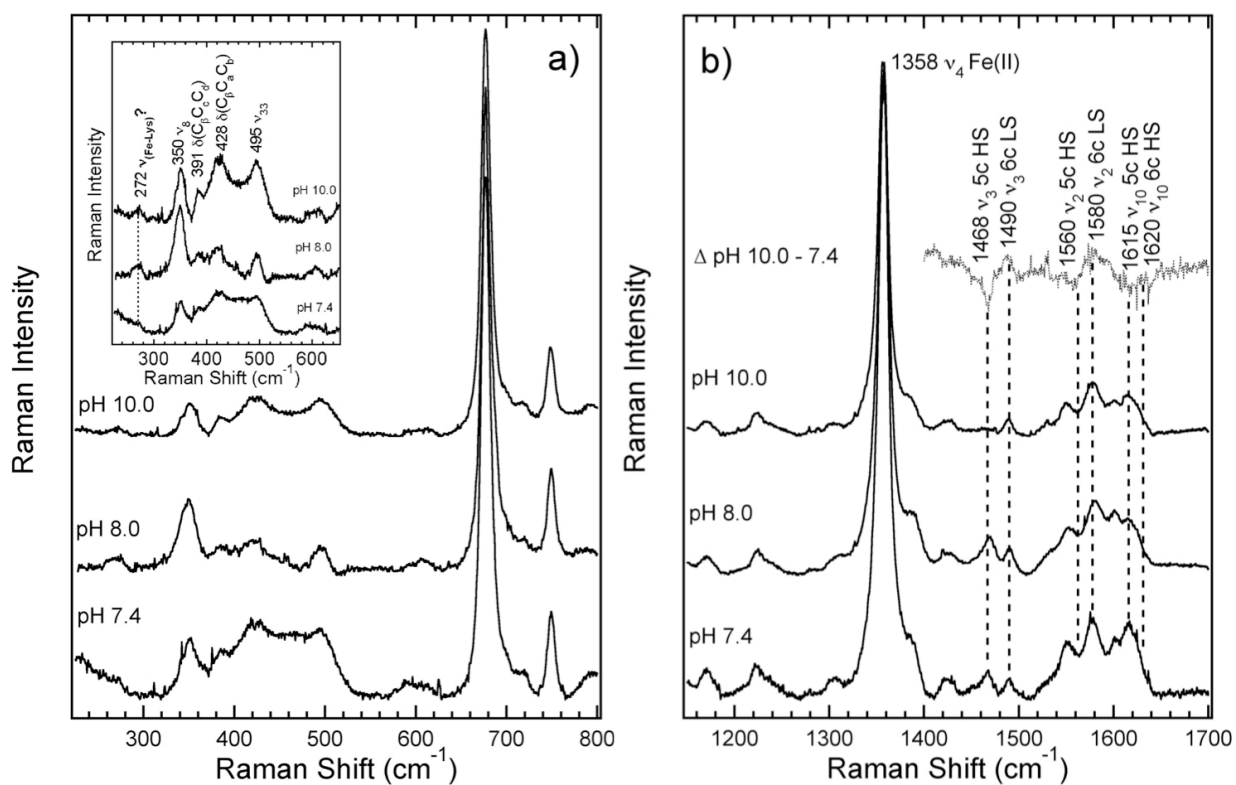 a)
272 ν(Fe-Lys)?
350 ν8
391 δ(CβCcCd)
428 δ(CβCaCb)
495 ν33
pH 10.0
pH 8.0
pH 7.4
Raman Intensity
300 400 500 600
Raman Shift (cm-1)
pH 10.0
pH 8.0
pH 7.4
Raman Intensity
300 400 500 600 700 800
Raman Shift (cm-1)
b)
1358 ν4 Fe(II)
1468 ν3 5c HS
1490 ν3 6c LS
1560 ν2 5c HS
1580 ν2 6c LS
1615 ν10 5c HS
1620 ν10 6c HS
Δ pH 10.0 - 7.4
pH 10.0
pH 8.0
pH 7.4
Raman Intensity
1200 1300 1400 1500 1600 1700
Raman Shift (cm-1)